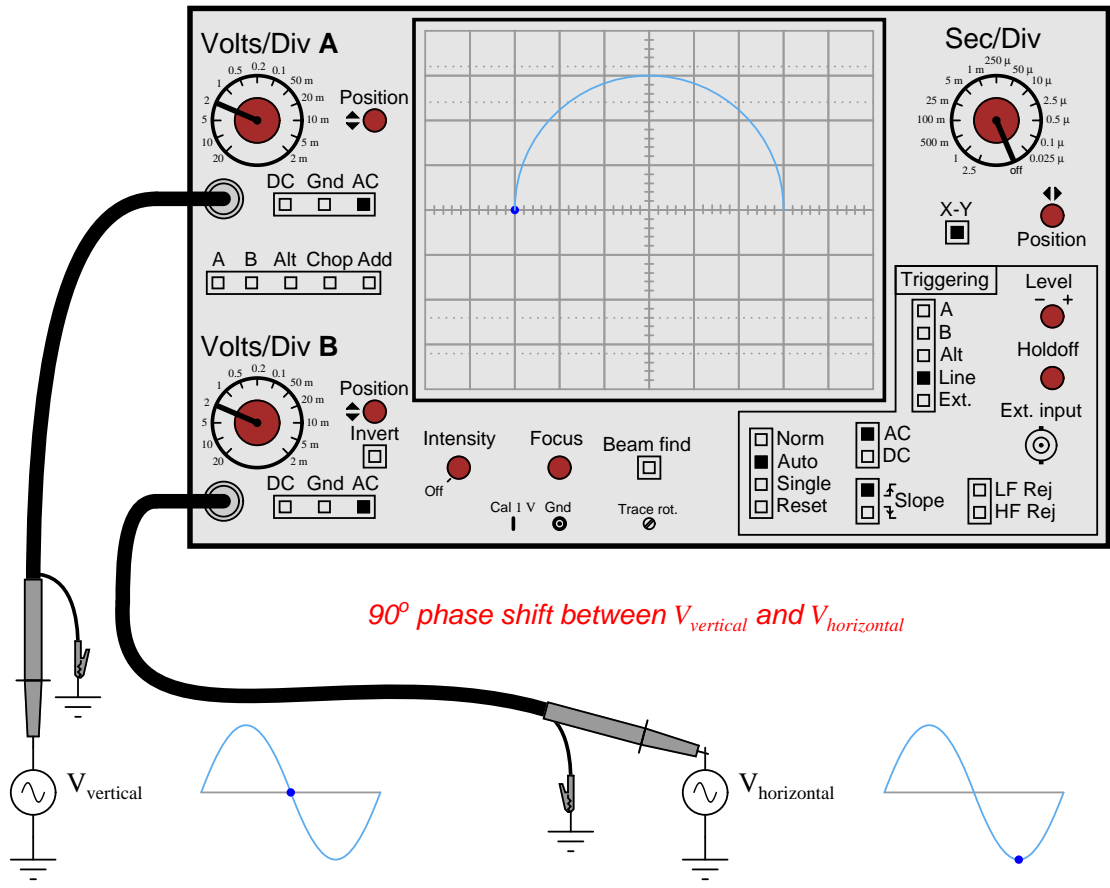 Volts/Div A
20 10 5 2 1 0.5 0.2 0.1 50 m 20 m 10 m 5 m 2 m
Position
DC Gnd AC
A B Alt Chop Add
Volts/Div B
20 10 5 2 1 0.5 0.2 0.1 50 m 20 m 10 m 5 m 2 m
Position
Invert
DC Gnd AC
Intensity
Off
Focus
Beam find
Cal 1 V Gnd
Trace rot.
Sec/Div
2.5 1 500 m 100 m 25 m 5 m 1 m 250 µ 50 µ 10 µ 2.5 µ 0.5 µ 0.1 µ 0.025 µ off
X-Y
Position
Triggering
A
B
Alt
Line
Ext.
Level
− +
Holdoff
Ext. input
Norm
Auto
Single
Reset
AC
DC
Slope
LF Rej
HF Rej
90° phase shift between Vvertical and Vhorizontal
Vvertical
Vhorizontal